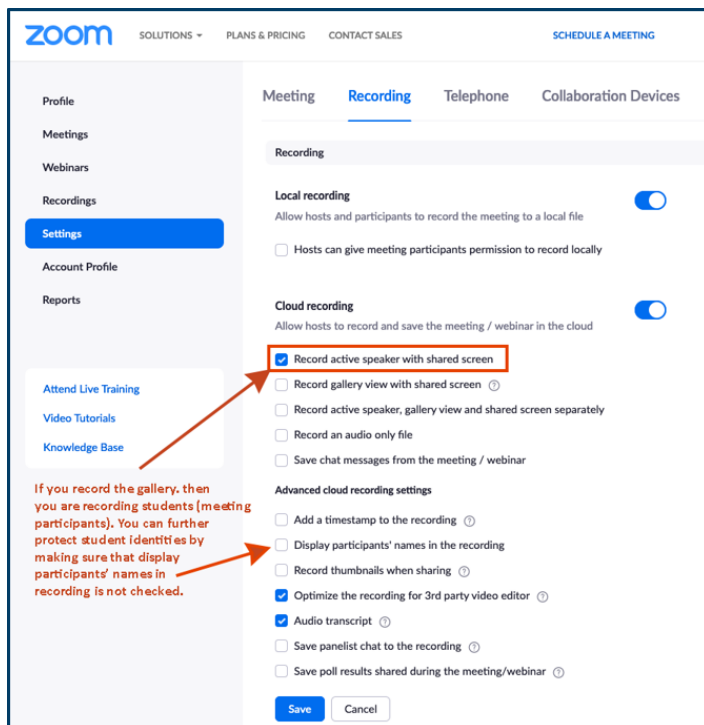 zoom
SOLUTIONS PLANS & PRICING CONTACT SALES SCHEDULE A MEETING
Profile
Meetings
Webinars
Recordings
Settings
Account Profile
Reports
Attend Live Training
Video Tutorials
Knowledge Base
If you record the gallery. then
you are recording students (meeting
participants). You can further
protect student identities by
making sure that display
participants' names in
recording is not checked.
Meeting Recording Telephone Collaboration Devices
Recording
Local recording
Allow hosts and participants to record the meeting to a local file
Hosts can give meeting participants permission to record locally
Cloud recording
Allow hosts to record and save the meeting / webinar in the cloud
Record active speaker with shared screen
Record gallery view with shared screen ?
Record active speaker, gallery view and shared screen separately
Record an audio only file
Save chat messages from the meeting / webinar
Advanced cloud recording settings
Add a timestamp to the recording ?
Display participants' names in the recording
Record thumbnails when sharing ?
Optimize the recording for 3rd party video editor ?
Audio transcript ?
Save panelist chat to the recording ?
Save poll results shared during the meeting/webinar ?
Save Cancel